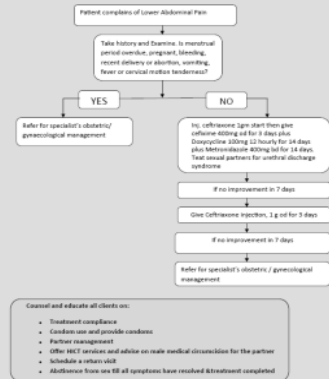 Patient complains of Lower Abdominal Pain
Take history and Examine. Is menstrual
period overdue, pregnant, bleeding,
recent delivery or abortion, vomiting,
fever or cervical motion tenderness?
YES
NO
Refer for specialist's obstetric/
gynaecological management
Inj. ceftriaxone 1gm start then give
cefixine 400mg od for 3 days plus
Doxycycline 100mg 12 hourly for 14 days
plus Metronidazole 400mg bd for 14 days.
Teat sexual partners for urethral discharge
syndrome
If no improvement in 7 days
Give Ceftriaxone injection, 1 g od for 3 days
If no improvement in 7 days
Refer for specialist's obstetric / gynecological
management
Counsel and educate all clients on:
• Treatment compliance
• Condom use and provide condoms
• Partner management
• Offer HICT services and advise on male medical circumcision for the partner
• Schedule a return visit
• Abstinence from sex till all symptoms have resolved &treatment completed